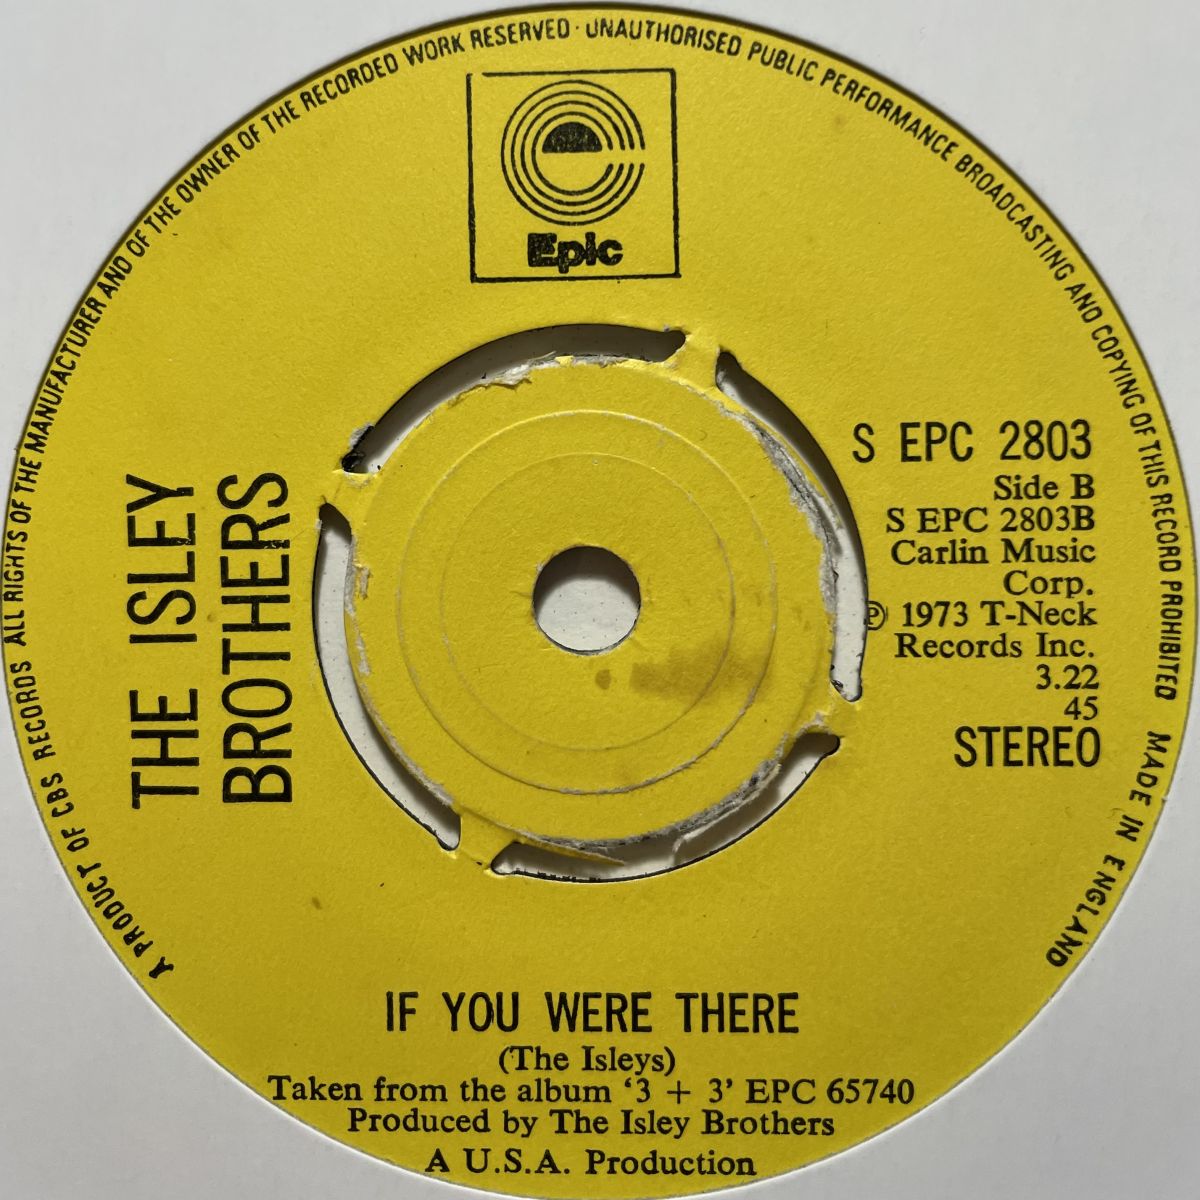 A PRODUCT OF CBS RECORDS ALL RIGHTS OF THE MANUFACTURER AND OF THE OWNER OF THE RECORDED WORK RESERVED · UNAUTHORISED PUBLIC PERFORMANCE BROADCASTING AND COPYING OF THIS RECORD PROHIBITED MADE IN ENGLAND
Epic
THE ISLEY
BROTHERS
S EPC 2803
Side B
S EPC 2803B
Carlin Music
Corp.
℗ 1973 T-Neck
Records Inc.
3.22
45
STEREO
IF YOU WERE THERE
(The Isleys)
Taken from the album ‘3 + 3’ EPC 65740
Produced by The Isley Brothers
A U.S.A. Production